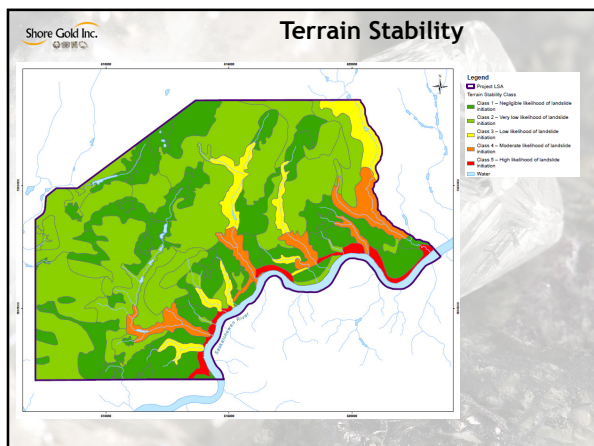 Shore Gold Inc.
Terrain Stability
Legend
Project LSA
Terrain Stability Class
Class 1 – Negligible likelihood of landslide
initiation
Class 2 – Very low likelihood of landslide
initiation
Class 3 – Low likelihood of landslide
initiation
Class 4 – Moderate likelihood of landslide
initiation
Class 5 – High likelihood of landslide
initiation
Water
Saskatchewan River